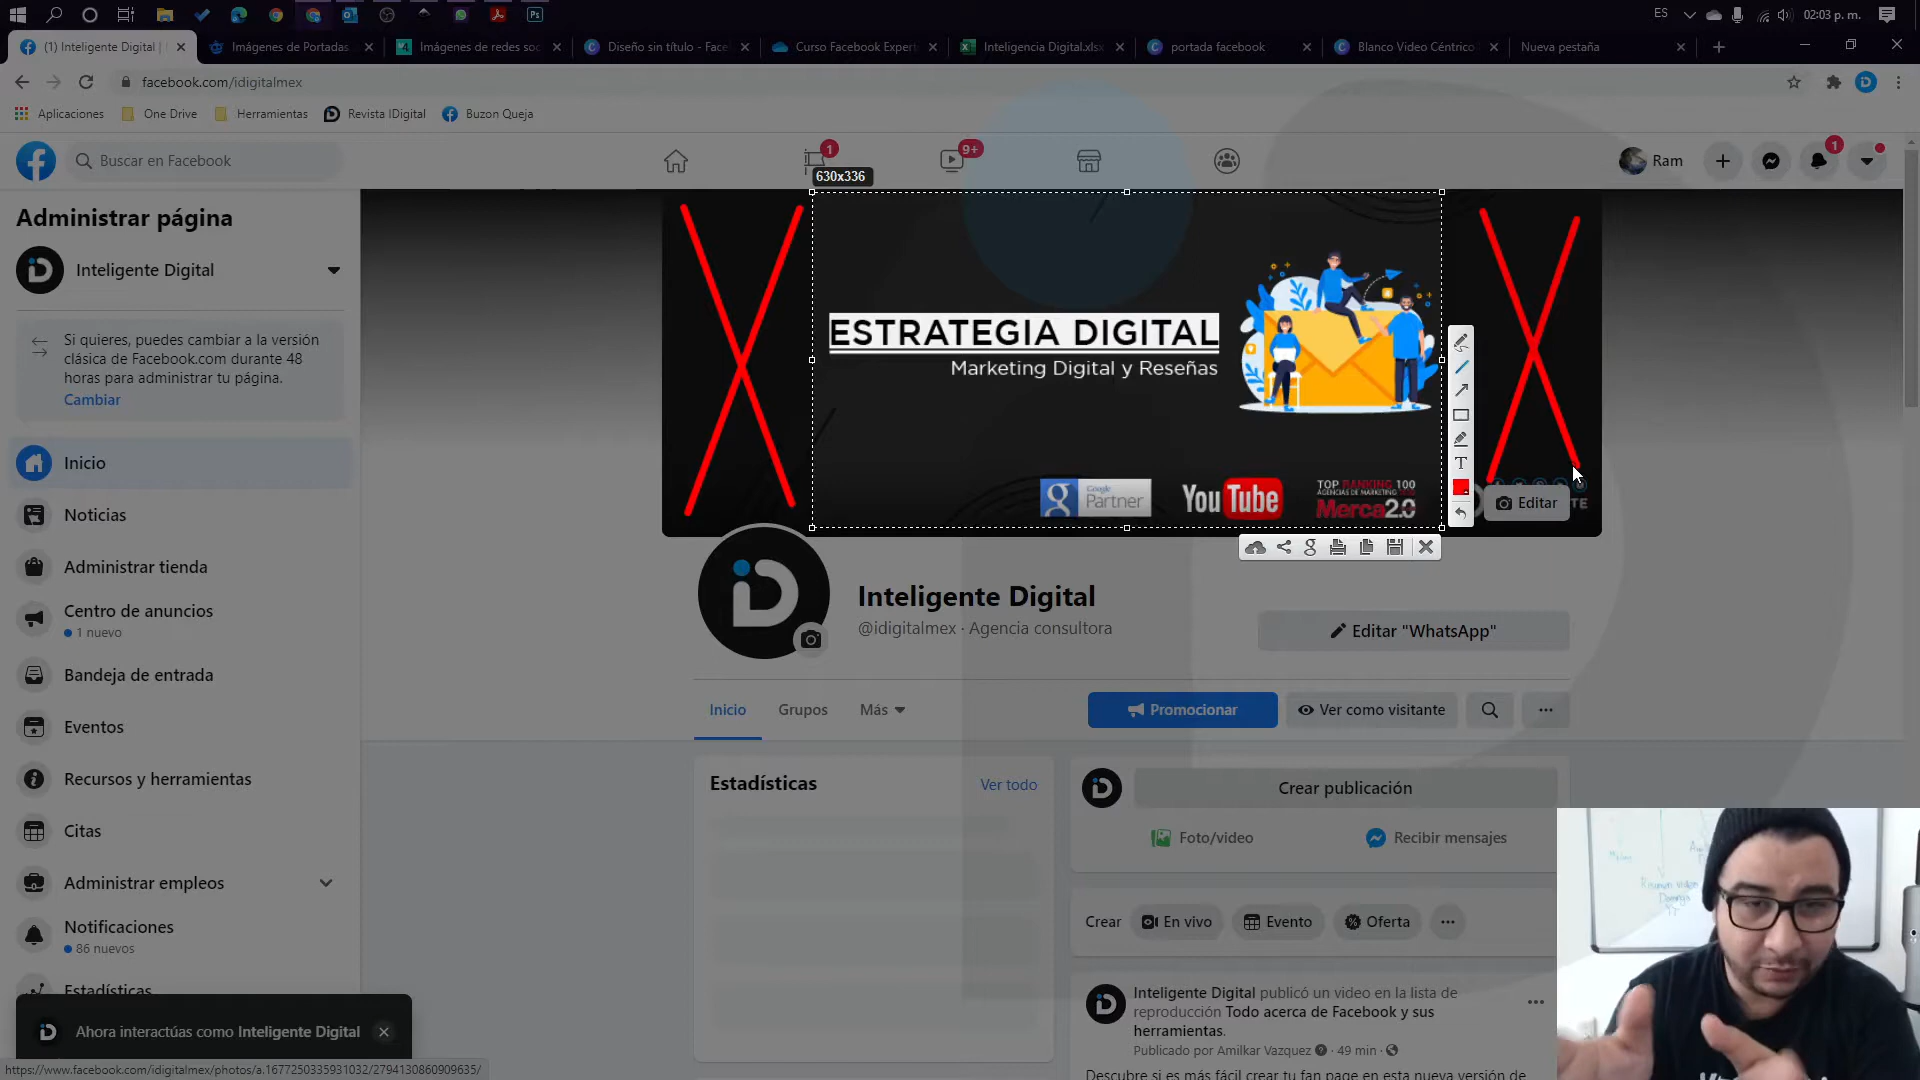 ES
02:03 p. m.
(1) Inteligente Digital |
Imágenes de Portadas
Imágenes de redes soc
Diseño sin título - Face
Curso Facebook Expert
Inteligencia Digital.xlsx
portada facebook
Blanco Video Céntrico
Nueva pestaña
facebook.com/idigitalmex
Aplicaciones
One Drive
Herramientas
Revista IDigital
Buzon Queja
Buscar en Facebook
1
9+
Ram
1
630x336
Administrar página
Inteligente Digital
Si quieres, puedes cambiar a la versión
clásica de Facebook.com durante 48
horas para administrar tu página.
Cambiar
Inicio
Noticias
Administrar tienda
Centro de anuncios
1 nuevo
Bandeja de entrada
Eventos
Recursos y herramientas
Citas
Administrar empleos
Notificaciones
86 nuevos
Estadísticas
Ahora interactúas como Inteligente Digital
https://www.facebook.com/idigitalmex/photos/a.1677250335931032/2794130860909635/
ESTRATEGIA DIGITAL
Marketing Digital y Reseñas
Google
Partner
YouTube
TOP RANKING 100
AGENCIAS DE MARKETING
Merca2.0
Editar
Inteligente Digital
@idigitalmex · Agencia consultora
Editar "WhatsApp"
Inicio
Grupos
Más
Promocionar
Ver como visitante
Estadísticas
Ver todo
Crear publicación
Foto/video
Recibir mensajes
Crear
En vivo
Evento
Oferta
Inteligente Digital publicó un video en la lista de
reproducción Todo acerca de Facebook y sus
herramientas.
Publicado por Amilkar Vazquez · 49 min ·
Descubre si es más fácil crear tu fan page en esta nueva versión de